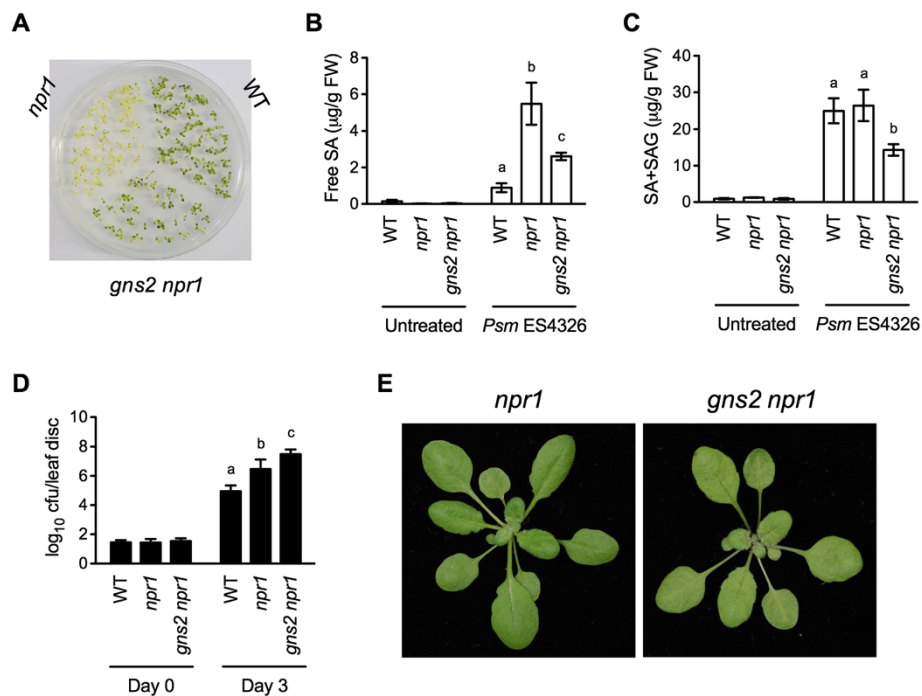 A
npr1
WT
gns2 npr1
B
Free SA (µg/g FW)
8
6
4
2
0
a
b
c
WT
npr1
gns2 npr1
WT
npr1
gns2 npr1
Untreated
Psm ES4326
C
SA+SAG (µg/g FW)
40
30
20
10
0
a
a
b
WT
npr1
gns2 npr1
WT
npr1
gns2 npr1
Untreated
Psm ES4326
D
log10 cfu/leaf disc
10
8
6
4
2
0
a
b
c
WT
npr1
gns2 npr1
WT
npr1
gns2 npr1
Day 0
Day 3
E
npr1
gns2 npr1